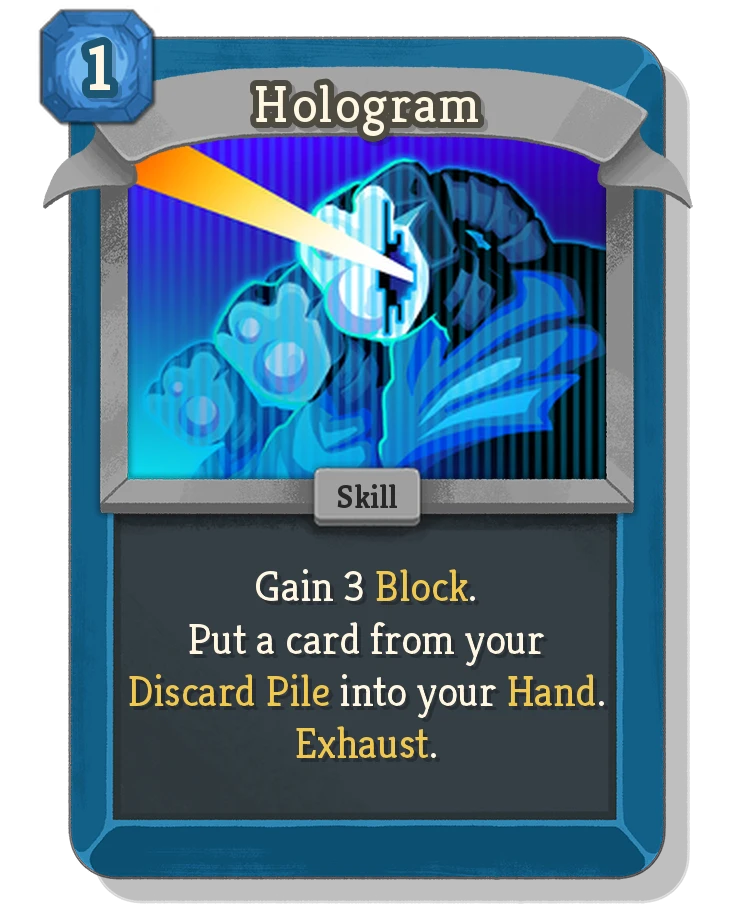 1
Hologram
Skill
Gain 3 Block.
Put a card from your
Discard Pile into your Hand.
Exhaust.